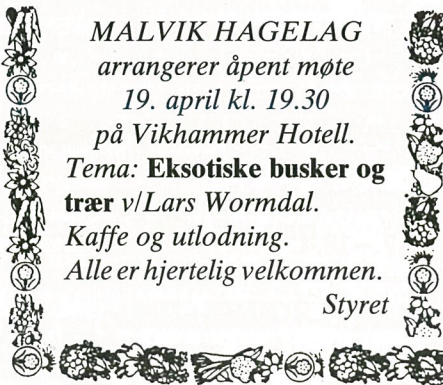 MALVIK HAGELAG
arrangerer åpent møte
19. april kl. 19.30
på Vikhammer Hotell.
Tema: Eksotiske busker og
trær v/Lars Wormdal.
Kaffe og utlodning.
Alle er hjertelig velkommen.
Styret